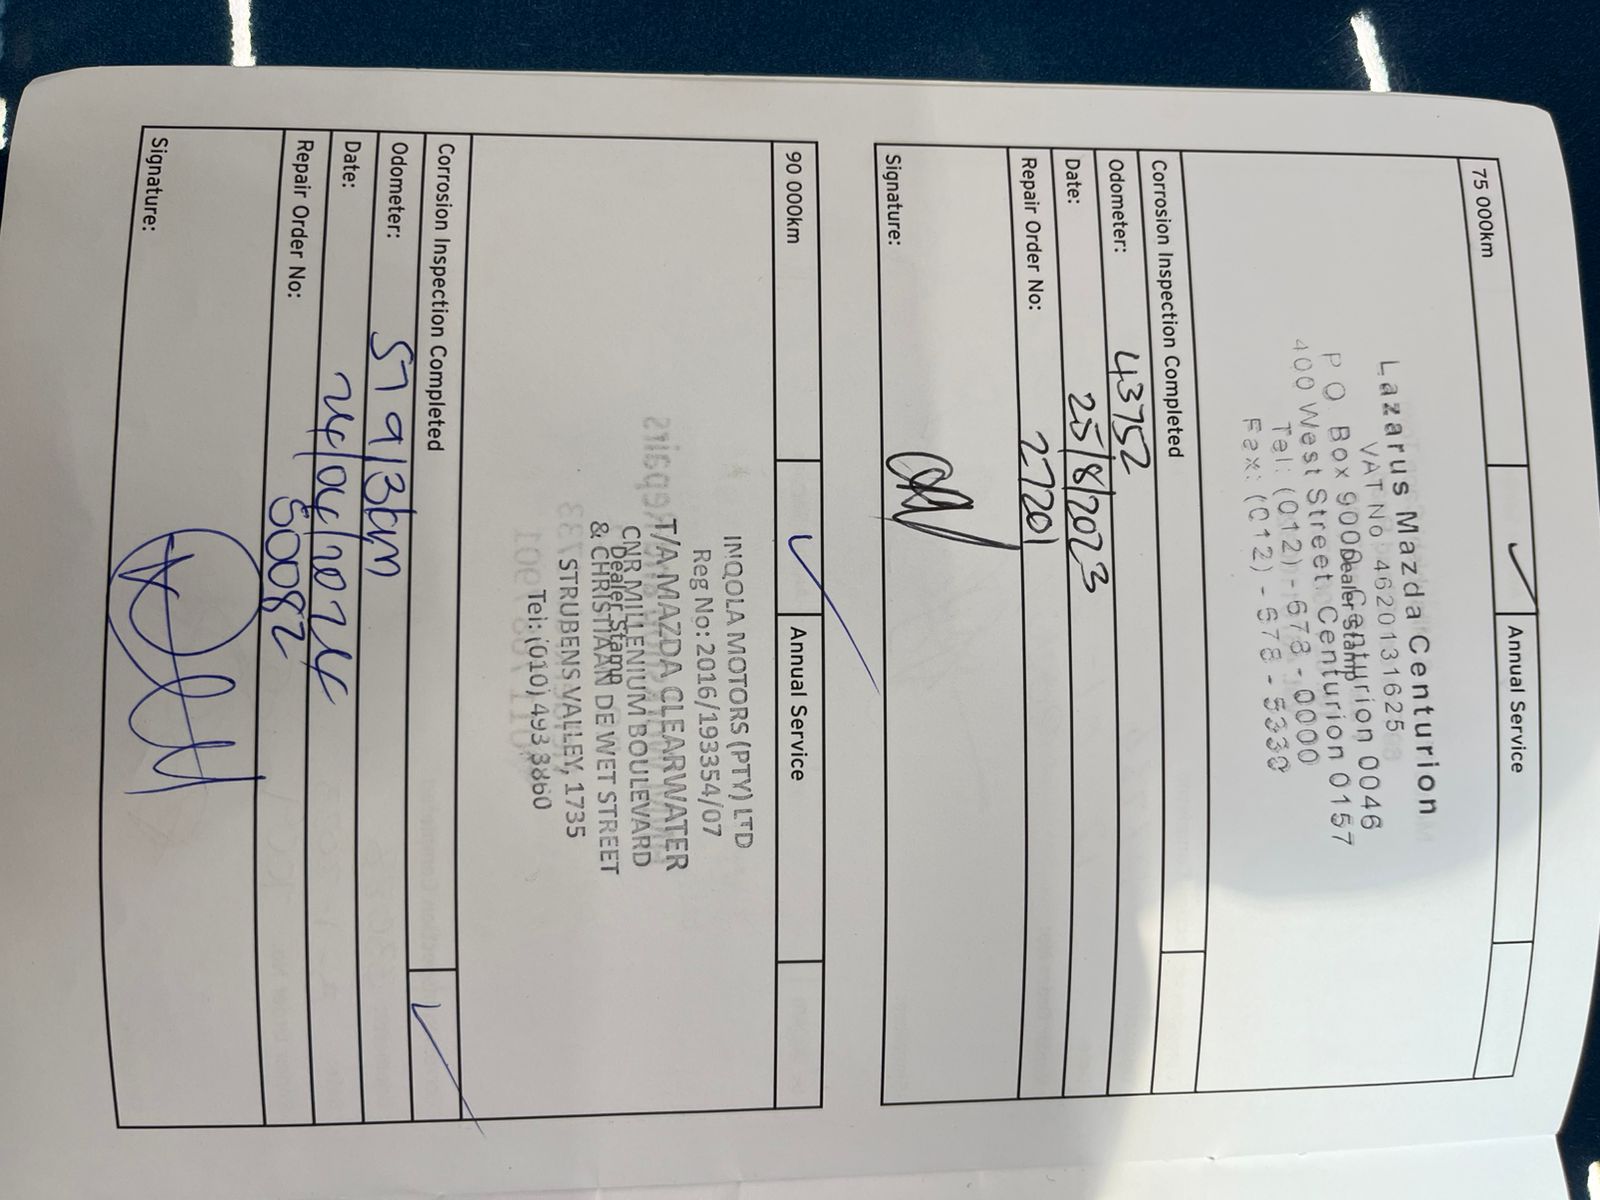 75 000km ✓ Annual Service
Lazarus Mazda Centurion
VAT No 4620131625
P O. Box 9000 Centurion 0046
Dealer Stamp
400 West Street, Centurion 0157
Tel: (012) - 678 - 0000
Fax: (012) - 678 - 5330
Corrosion Inspection Completed
Odometer: 43752
Date: 25/8/2023
Repair Order No: 27201
Signature:
90 000km ✓ Annual Service
INQOLA MOTORS (PTY) LTD
Reg No: 2016/193354/07
T/A MAZDA CLEARWATER
CNR MILLENIUM BOULEVARD
Dealer Stamp
& CHRISTIAAN DE WET STREET
STRUBENS VALLEY, 1735
Tel: (010) 493 3860
Corrosion Inspection Completed ✓
Odometer: 57913km
Date: 24/04/2024
Repair Order No: 50082
Signature: